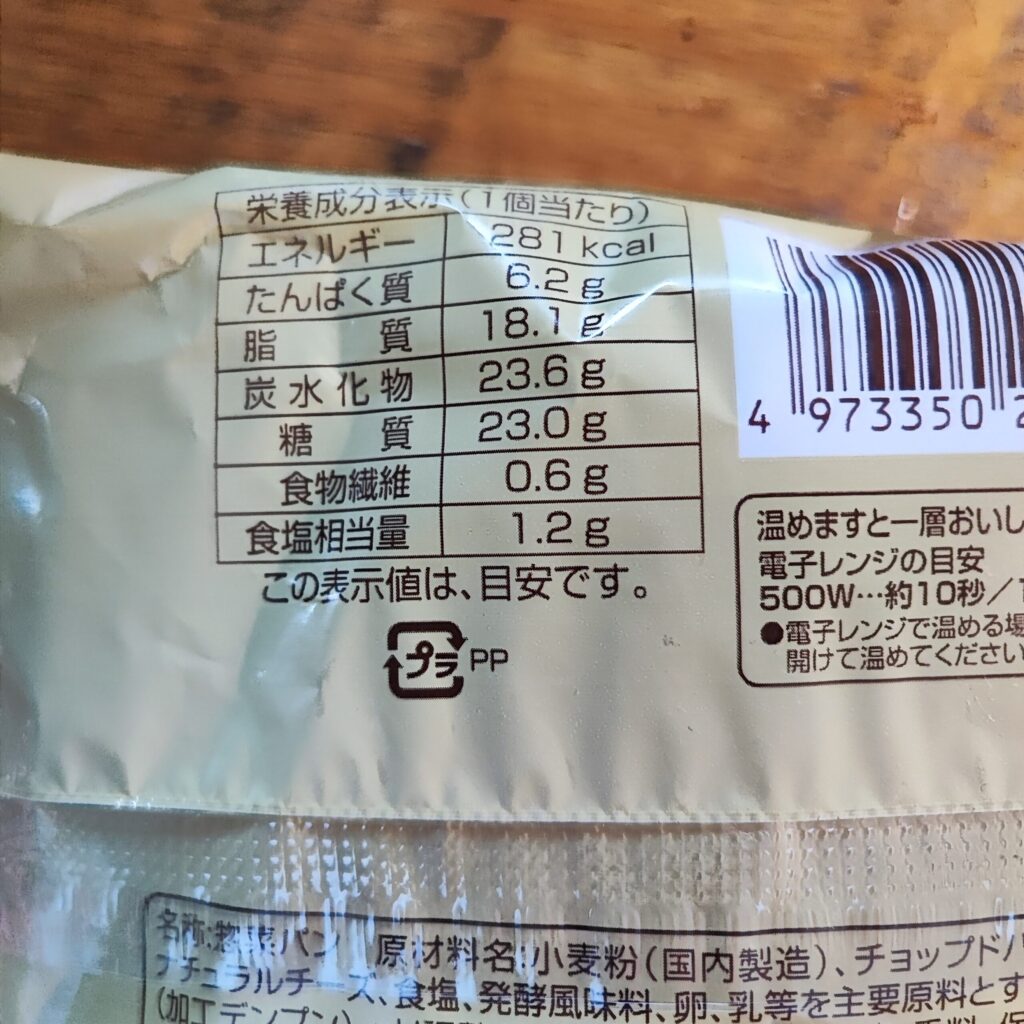 栄養成分表示(1個当たり)
エネルギー 281 kcal
たんぱく質 6.2 g
脂質 18.1 g
炭水化物 23.6 g
糖質 23.0 g
食物繊維 0.6 g
食塩相当量 1.2 g
この表示値は、目安です。
プラ PP
4 973350 2
温めますと一層おいし
電子レンジの目安
500W…約10秒/1
●電子レンジで温める場
開けて温めてください
名称:惣菜パン 原材料名:小麦粉(国内製造)、チョップド
ナチュラルチーズ、食塩、発酵風味料、卵、乳等を主要原料とす
(加工デンプン)